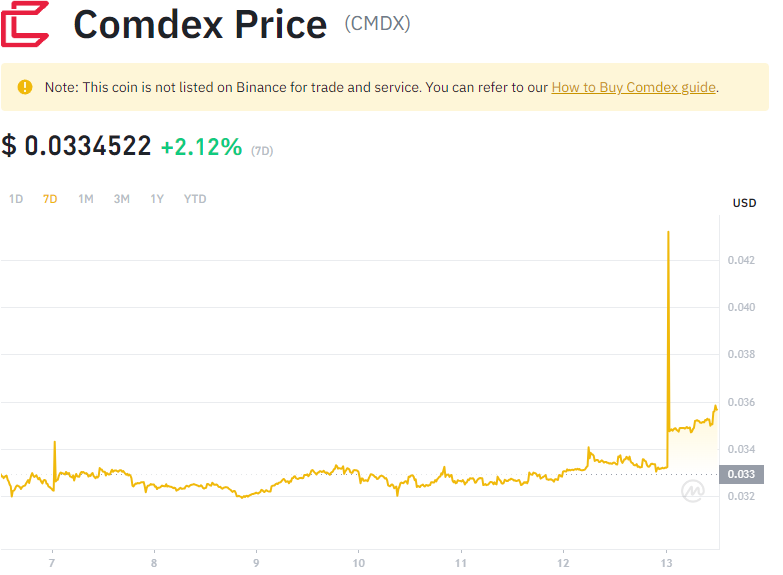 Comdex Price (CMDX)
Note: This coin is not listed on Binance for trade and service. You can refer to our How to Buy Comdex guide.
$ 0.0334522 +2.12% (7D)
1D 7D 1M 3M 1Y YTD
USD
0.042
0.040
0.038
0.036
0.034
0.033
0.032
7 8 9 10 11 12 13